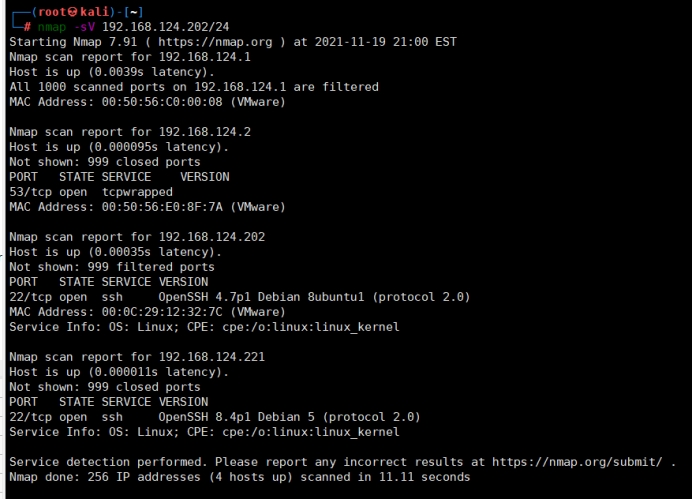 ┌──(root㉿kali)-[~]
└─# nmap -sV 192.168.124.202/24
Starting Nmap 7.91 ( https://nmap.org ) at 2021-11-19 21:00 EST
Nmap scan report for 192.168.124.1
Host is up (0.0039s latency).
All 1000 scanned ports on 192.168.124.1 are filtered
MAC Address: 00:50:56:C0:00:08 (VMware)

Nmap scan report for 192.168.124.2
Host is up (0.000095s latency).
Not shown: 999 closed ports
PORT   STATE SERVICE    VERSION
53/tcp open  tcpwrapped
MAC Address: 00:50:56:E0:8F:7A (VMware)

Nmap scan report for 192.168.124.202
Host is up (0.00035s latency).
Not shown: 999 filtered ports
PORT   STATE SERVICE VERSION
22/tcp open  ssh     OpenSSH 4.7p1 Debian 8ubuntu1 (protocol 2.0)
MAC Address: 00:0C:29:12:32:7C (VMware)
Service Info: OS: Linux; CPE: cpe:/o:linux:linux_kernel

Nmap scan report for 192.168.124.221
Host is up (0.000011s latency).
Not shown: 999 closed ports
PORT   STATE SERVICE VERSION
22/tcp open  ssh     OpenSSH 8.4p1 Debian 5 (protocol 2.0)
Service Info: OS: Linux; CPE: cpe:/o:linux:linux_kernel

Service detection performed. Please report any incorrect results at https://nmap.org/submit/ .
Nmap done: 256 IP addresses (4 hosts up) scanned in 11.11 seconds